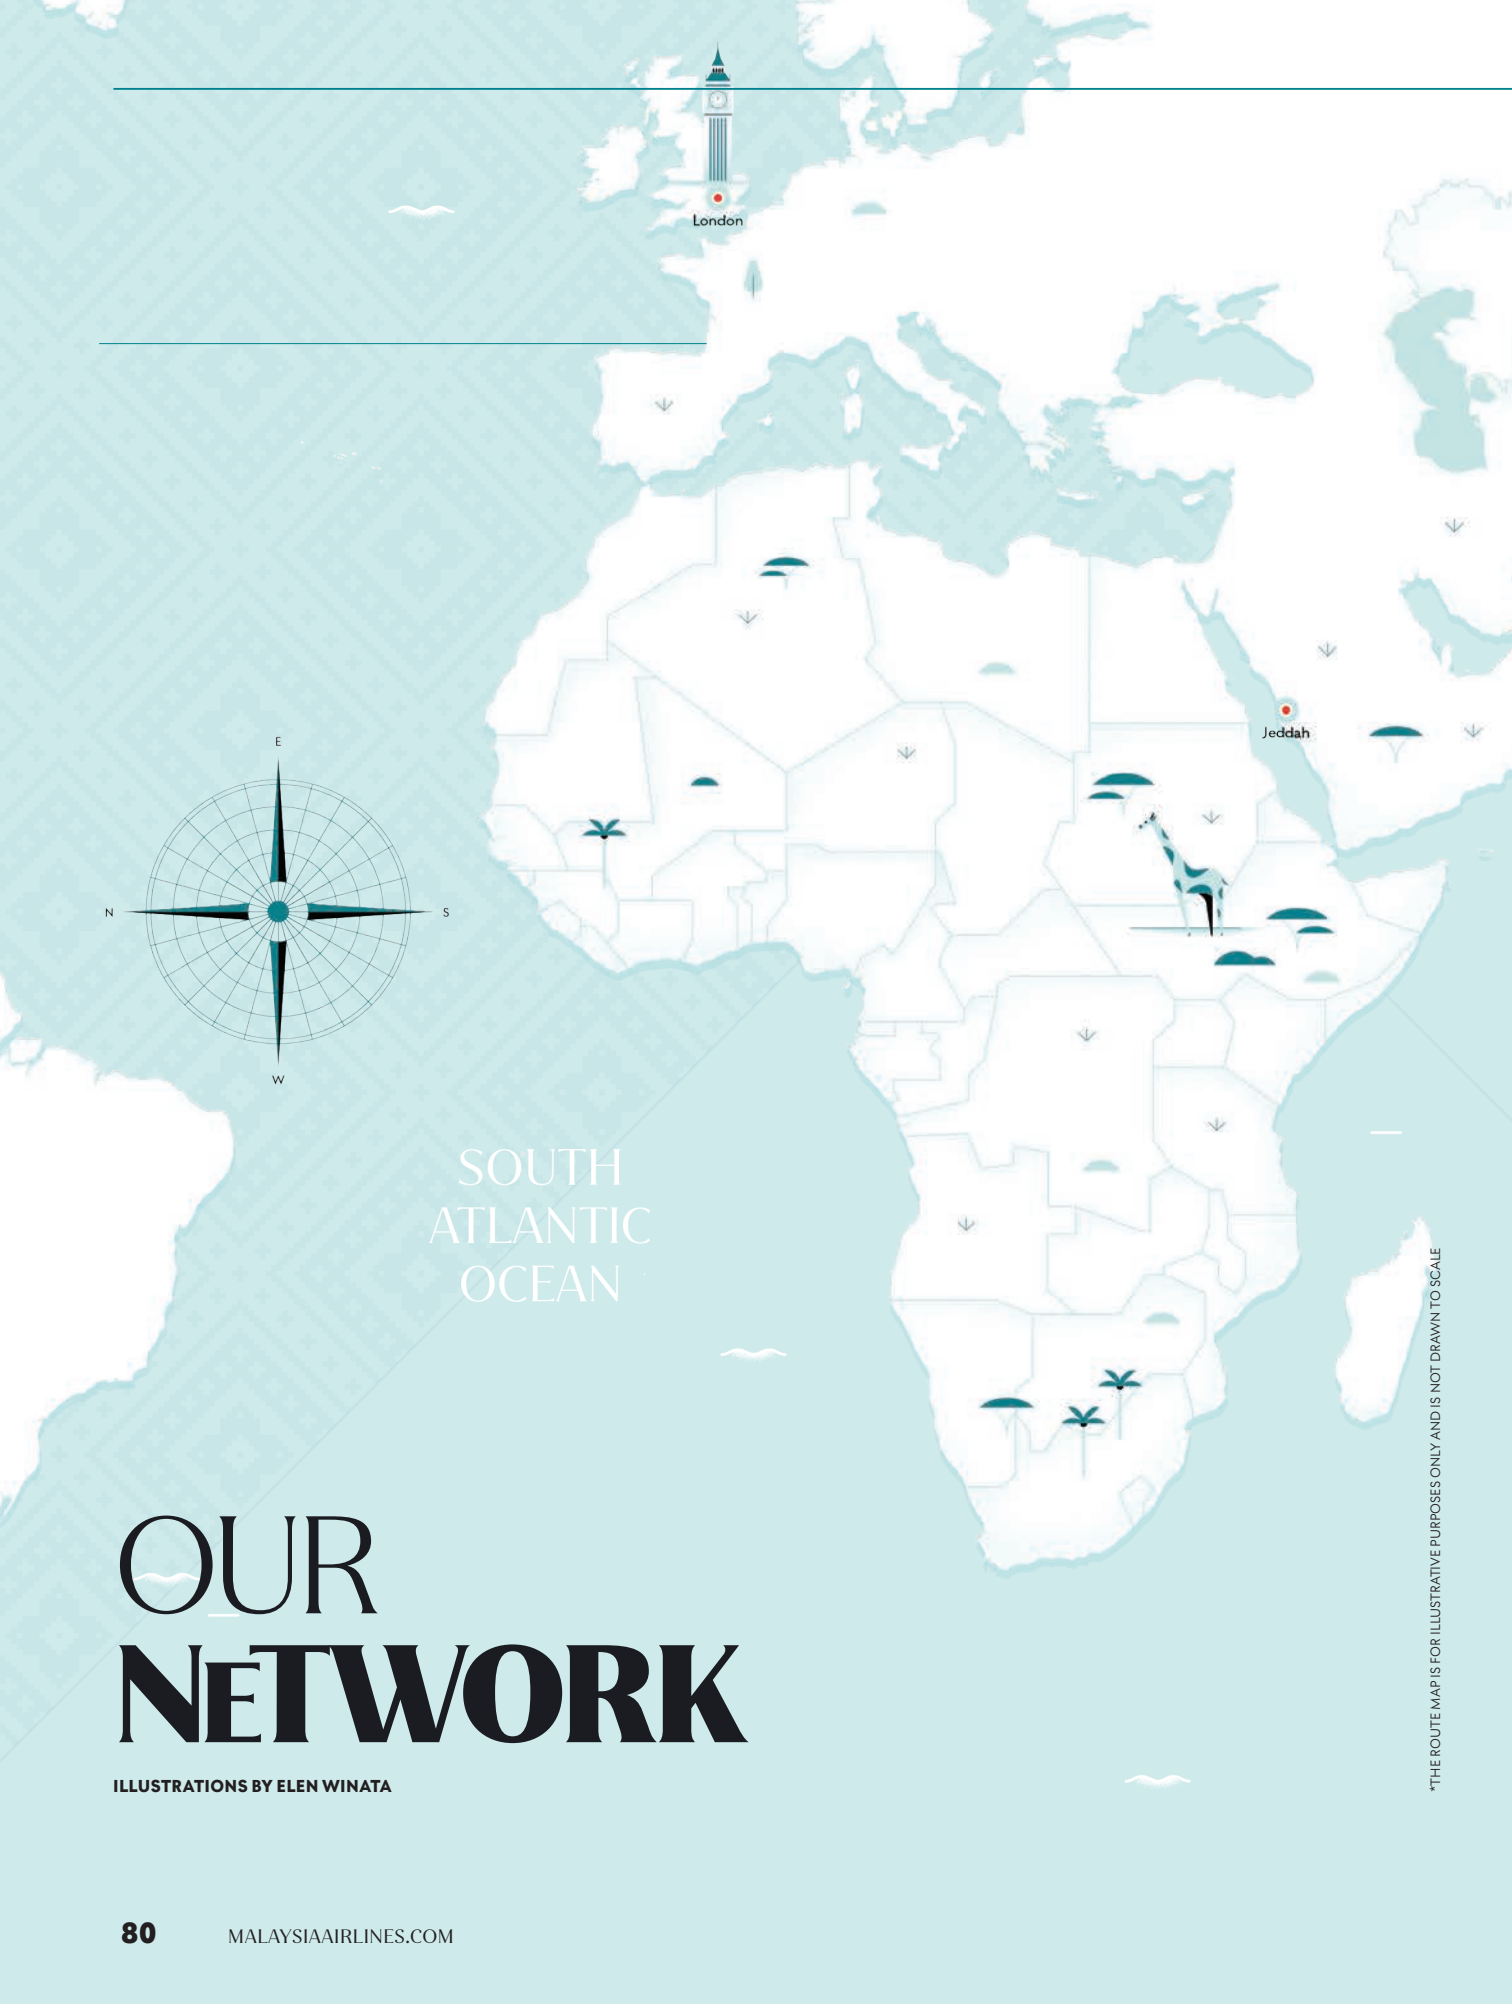 London
Jeddah
E
N
S
W
SOUTH
ATLANTIC
OCEAN
*THE ROUTE MAP IS FOR ILLUSTRATIVE PURPOSES ONLY AND IS NOT DRAWN TO SCALE
OUR
NeTWORK
ILLUSTRATIONS BY ELEN WINATA
80
MALAYSIAAIRLINES.COM